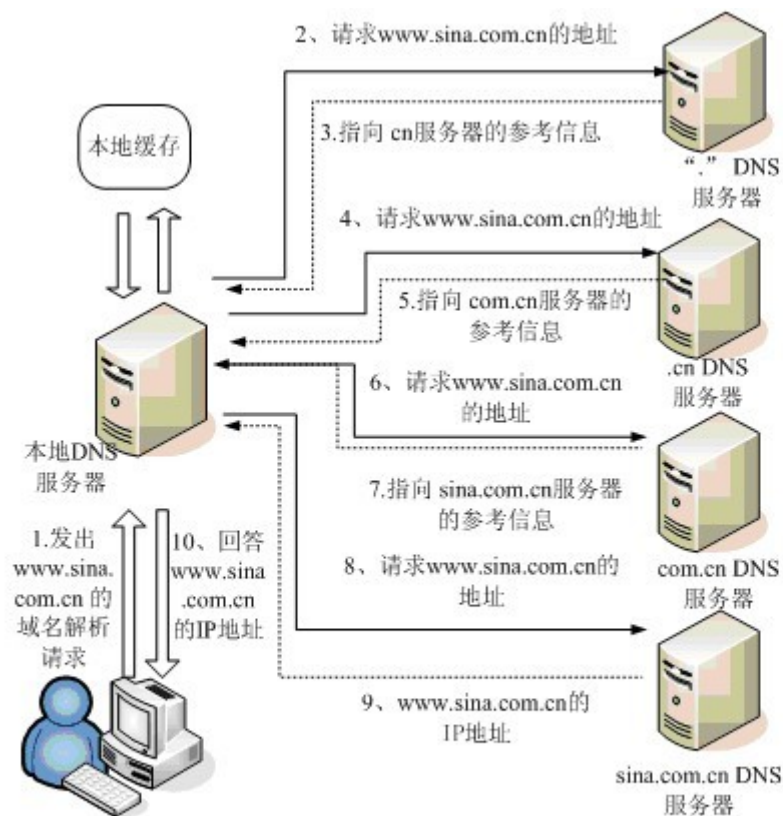 2、请求www.sina.com.cn的地址
本地缓存
3.指向 cn服务器的参考信息
“.” DNS
服务器
4、请求www.sina.com.cn的地址
5.指向 com.cn服务器的
参考信息
.cn DNS
服务器
6、请求www.sina.com.cn
的地址
本地DNS
服务器
7.指向 sina.com.cn服务器
的参考信息
com.cn DNS
服务器
1.发出
www.sina.
com.cn 的
域名解析
请求
10、回答
www.sina
.com.cn
的IP地址
8、请求www.sina.com.cn的
地址
9、www.sina.com.cn的
IP地址
sina.com.cn DNS
服务器